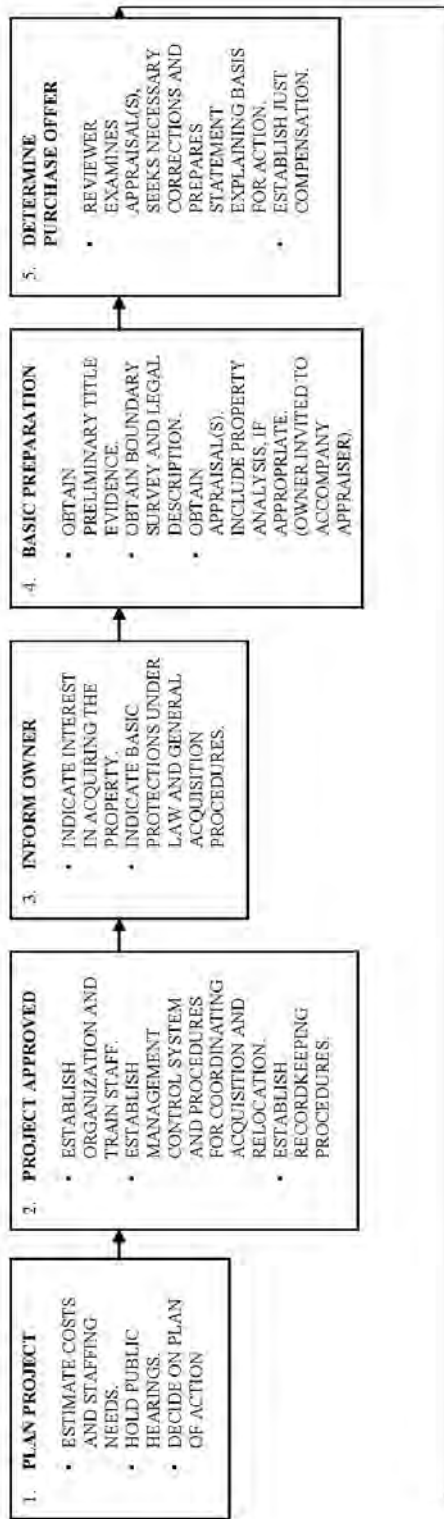 1. PLAN PROJECT
• ESTIMATE COSTS
AND STAFFING
NEEDS.
• HOLD PUBLIC
HEARINGS.
• DECIDE ON PLAN
OF ACTION
2. PROJECT APPROVED
• ESTABLISH
ORGANIZATION AND
TRAIN STAFF.
• ESTABLISH
MANAGEMENT
CONTROL SYSTEM
AND PROCEDURES
FOR COORDINATING
ACQUISITION AND
RELOCATION.
• ESTABLISH
RECORDKEEPING
PROCEDURES.
3. INFORM OWNER
• INDICATE INTEREST
IN ACQUIRING THE
PROPERTY.
• INDICATE BASIC
PROTECTIONS UNDER
LAW AND GENERAL
ACQUISITION
PROCEDURES.
4. BASIC PREPARATION
• OBTAIN
PRELIMINARY TITLE
EVIDENCE.
• OBTAIN BOUNDARY
SURVEY AND LEGAL
DESCRIPTION.
• OBTAIN
APPRAISAL(S).
INCLUDE PROPERTY
ANALYSIS, IF
APPROPRIATE.
(OWNER INVITED TO
ACCOMPANY
APPRAISER).
5. DETERMINE
PURCHASE OFFER
• REVIEWER
EXAMINES
APPRAISAL(S),
SEEKS NECESSARY
CORRECTIONS AND
PREPARES
STATEMENT
EXPLAINING BASIS
FOR ACTION.
• ESTABLISH JUST
COMPENSATION.